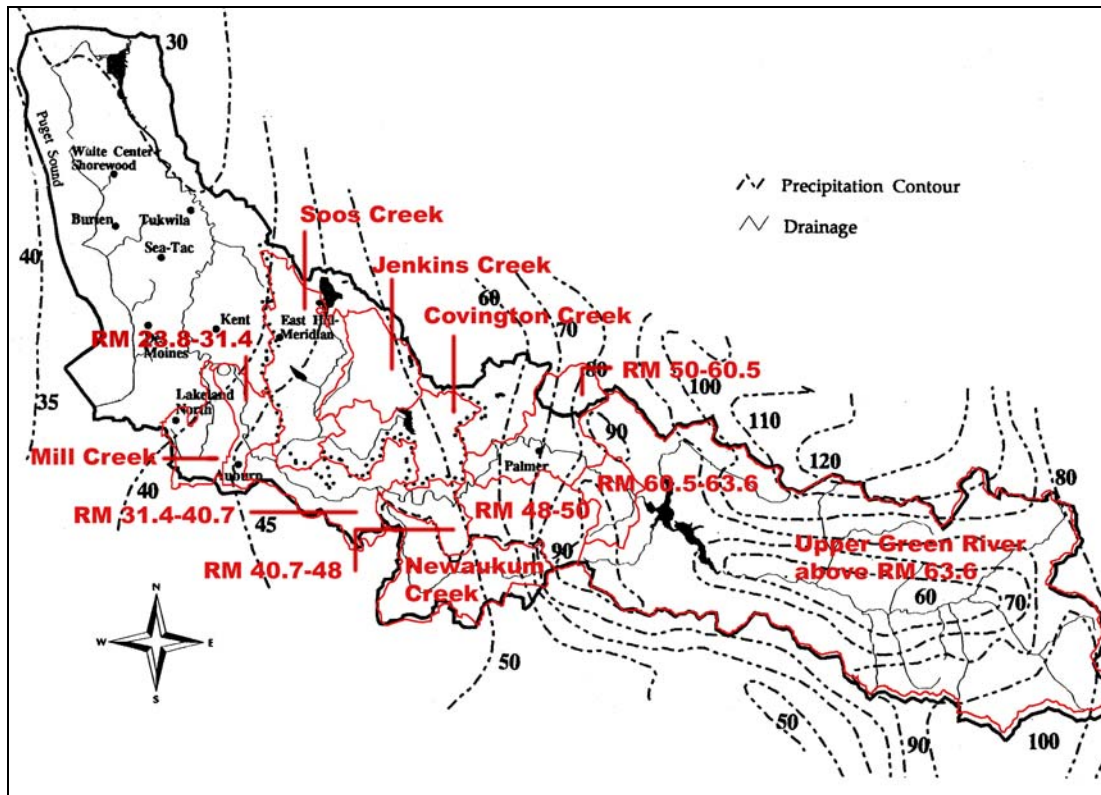 30
Puget Sound
White Center
Shorewood
Precipitation Contour
Drainage
Burien
Tukwila
Sea-Tac
Soos Creek
40
Jenkins Creek
60
70
Covington Creek
Kent
East Hill-
Meridian
RM 23.8-31.4
Moines
80
RM 50-60.5
100
35
Lakeland
North
90
110
Mill Creek
Auburn
Palmer
120
80
40
RM 60.5-63.6
RM 31.4-40.7
45
RM 48-50
RM 40.7-48
90
Newaukum
Creek
Upper Green River
above RM 63.6
60
70
N
W
E
S
50
50
90
100